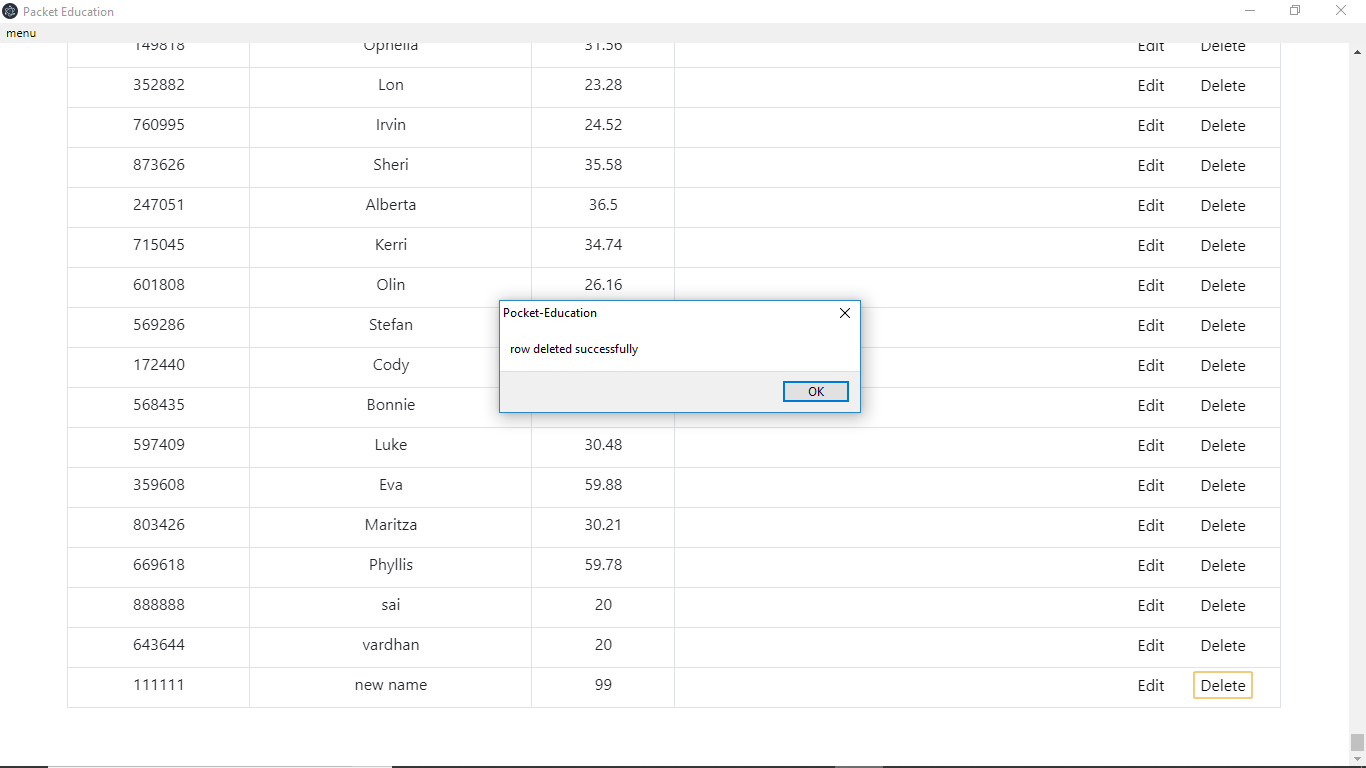 Packet Education
menu
149818 Ophelia 31.56 Edit Delete
352882 Lon 23.28 Edit Delete
760995 Irvin 24.52 Edit Delete
873626 Sheri 35.58 Edit Delete
247051 Alberta 36.5 Edit Delete
715045 Kerri 34.74 Edit Delete
601808 Olin 26.16 Edit Delete
569286 Stefan Edit Delete
172440 Cody Edit Delete
568435 Bonnie Edit Delete
Pocket-Education
row deleted successfully
OK
597409 Luke 30.48 Edit Delete
359608 Eva 59.88 Edit Delete
803426 Maritza 30.21 Edit Delete
669618 Phyllis 59.78 Edit Delete
888888 sai 20 Edit Delete
643644 vardhan 20 Edit Delete
111111 new name 99 Edit Delete